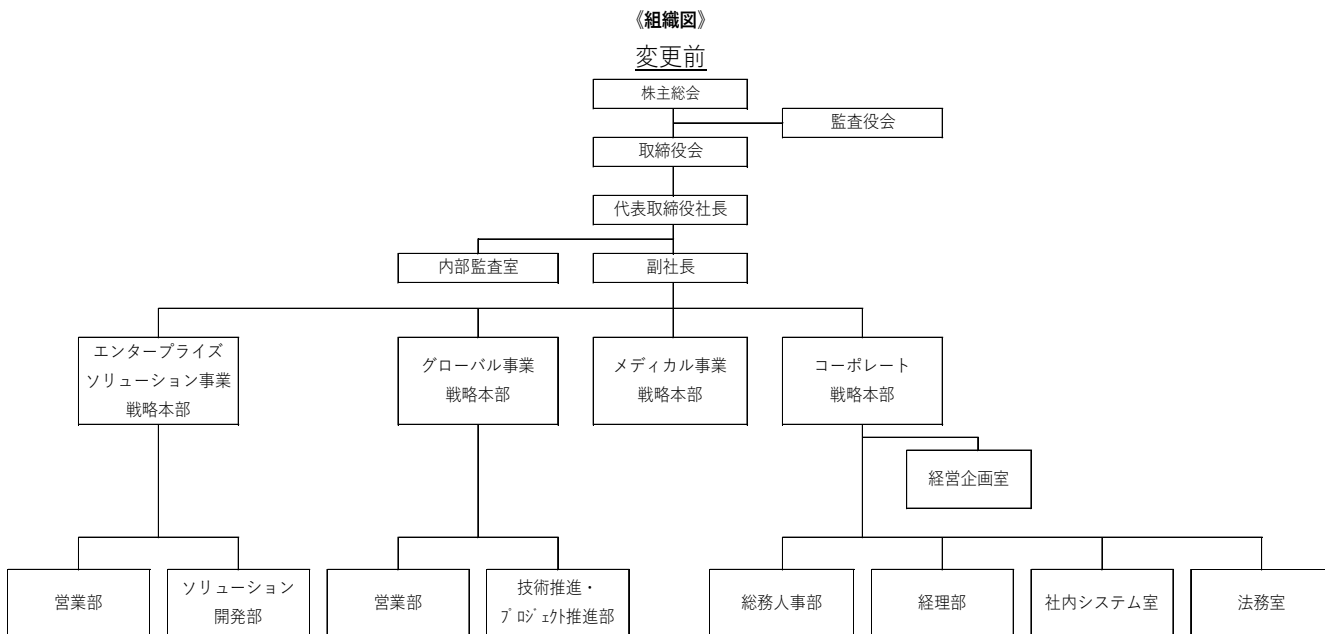 《組織図》
変更前
株主総会
監査役会
取締役会
代表取締役社長
内部監査室
副社長
エンタープライズ
ソリューション事業
戦略本部
グローバル事業
戦略本部
メディカル事業
戦略本部
コーポレート
戦略本部
経営企画室
営業部
ソリューション
開発部
営業部
技術推進・
ﾌﾟﾛｼﾞｪｸﾄ推進部
総務人事部
経理部
社内システム室
法務室